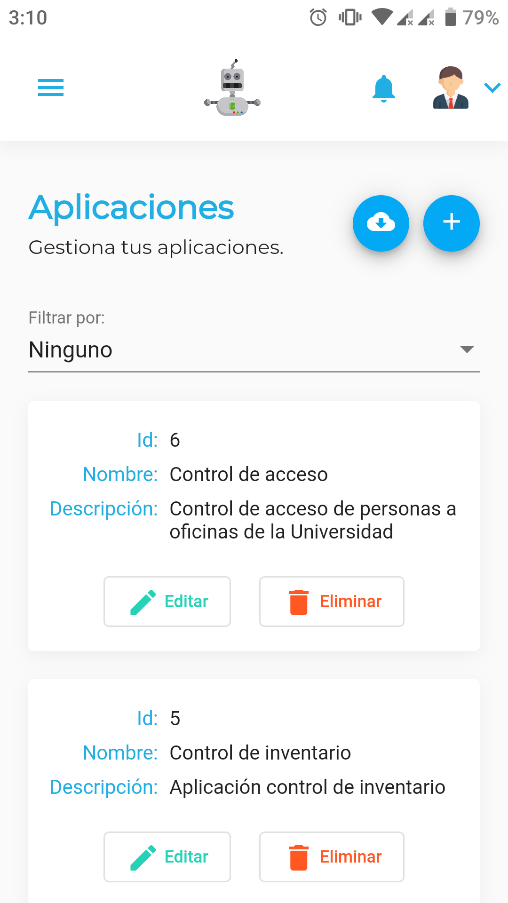 3:10
79%
Aplicaciones
Gestiona tus aplicaciones.
Filtrar por:
Ninguno
Id: 6
Nombre: Control de acceso
Descripción: Control de acceso de personas a
oficinas de la Universidad
Editar
Eliminar
Id: 5
Nombre: Control de inventario
Descripción: Aplicación control de inventario
Editar
Eliminar